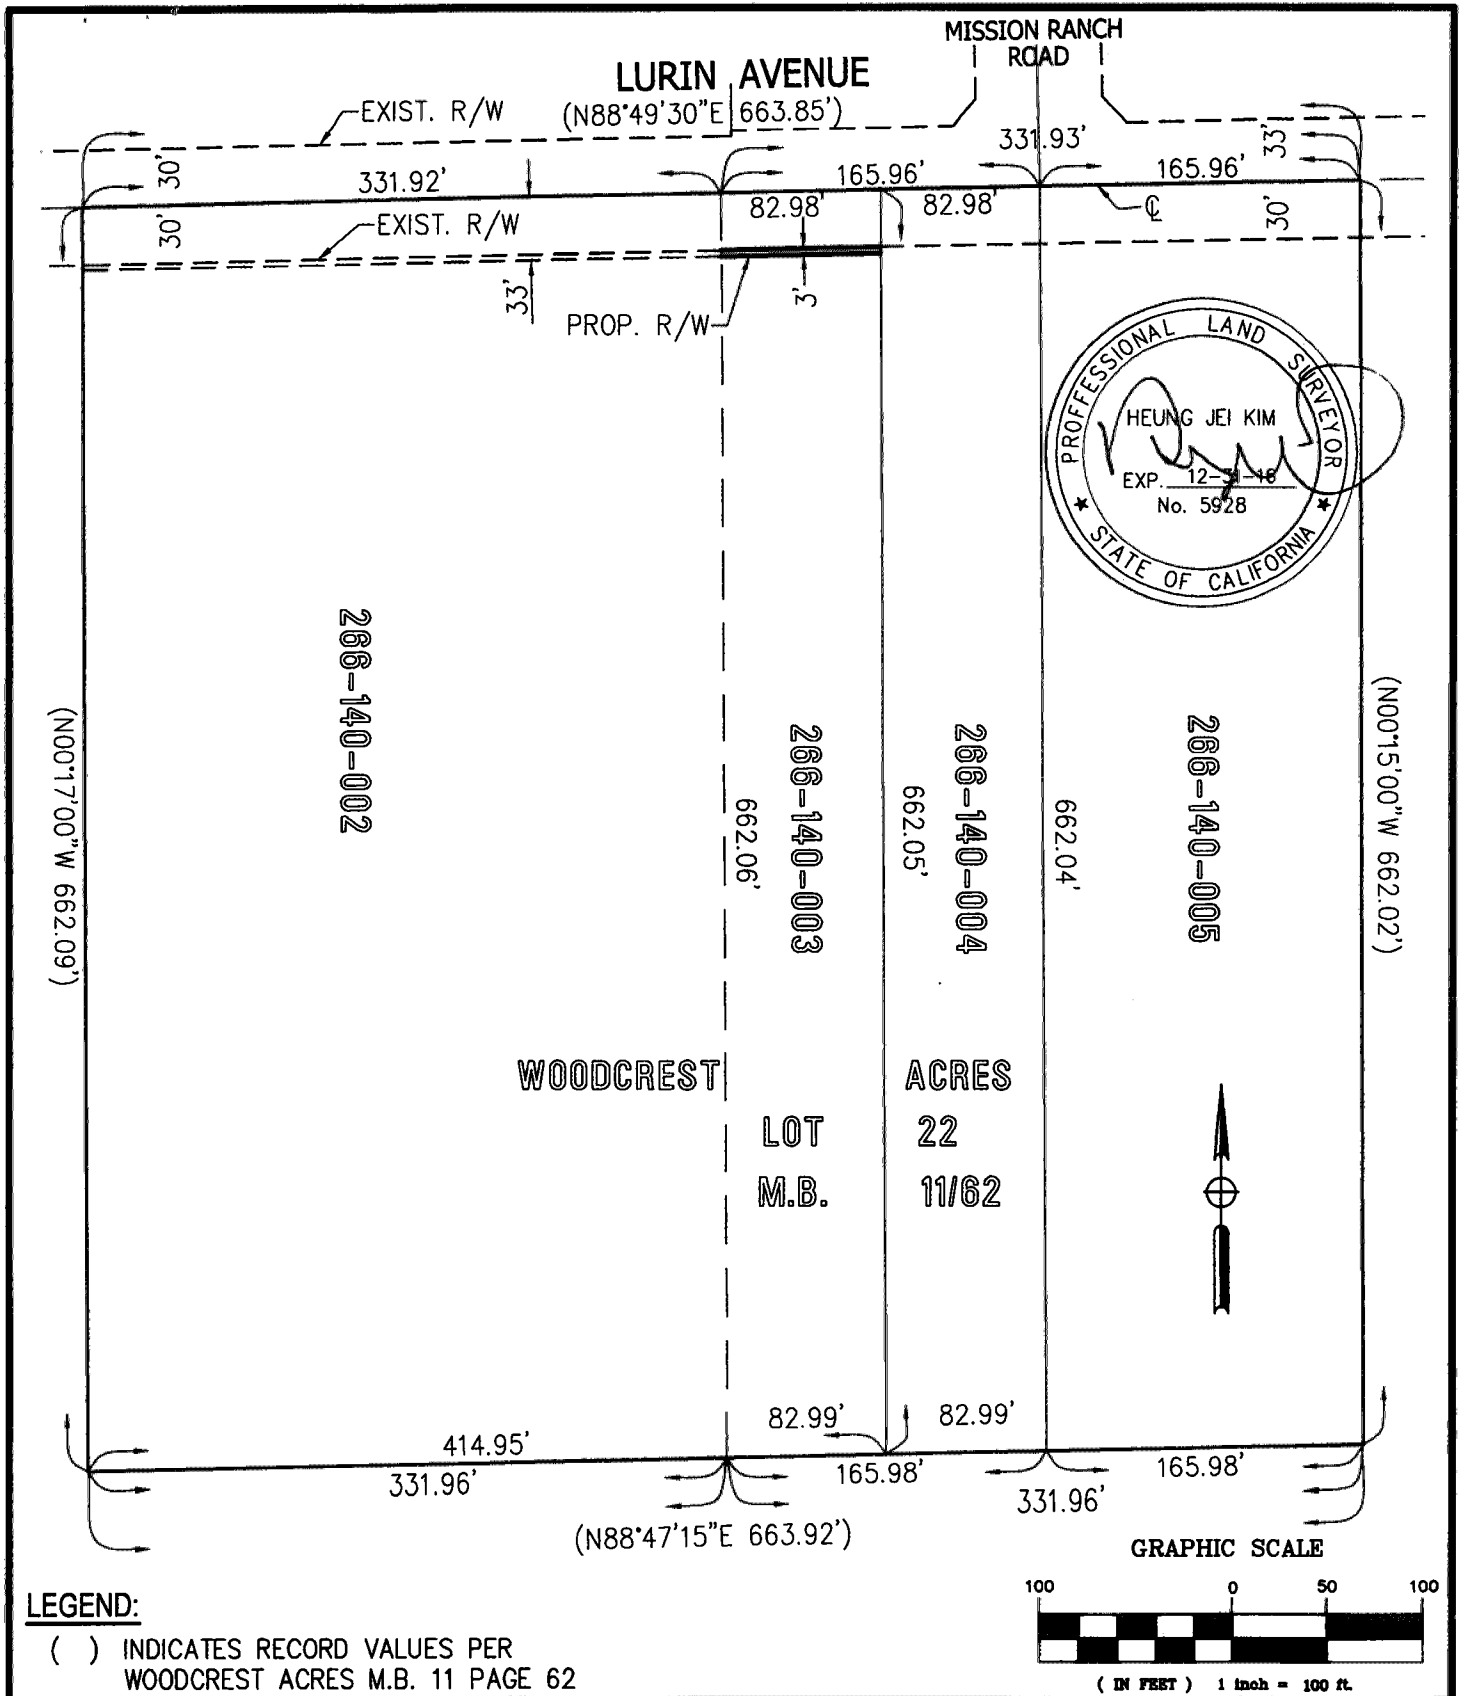 MISSION RANCH
ROAD
LURIN AVENUE
(N88°49'30"E 663.85')
EXIST. R/W
30'
331.92'
331.93'
165.96'
165.96'
33'
82.98'
82.98'
℄
30'
30'
EXIST. R/W
33'
PROP. R/W
3'
PROFFESSIONAL LAND SURVEYOR
HEUNG JEI KIM
EXP. 12-31-18
No. 5928
★ STATE OF CALIFORNIA ★
(N00°17'00"W 662.09')
266-140-002
662.06'
266-140-003
662.05'
266-140-004
662.04'
266-140-005
(N00°15'00"W 662.02')
WOODCREST ACRES
LOT 22
M.B. 11/62
414.95'
82.99'
82.99'
331.96'
165.98'
165.98'
331.96'
(N88°47'15"E 663.92')
GRAPHIC SCALE
100 0 50 100
( IN FEET ) 1 inch = 100 ft.
LEGEND:
( ) INDICATES RECORD VALUES PER
WOODCREST ACRES M.B. 11 PAGE 62